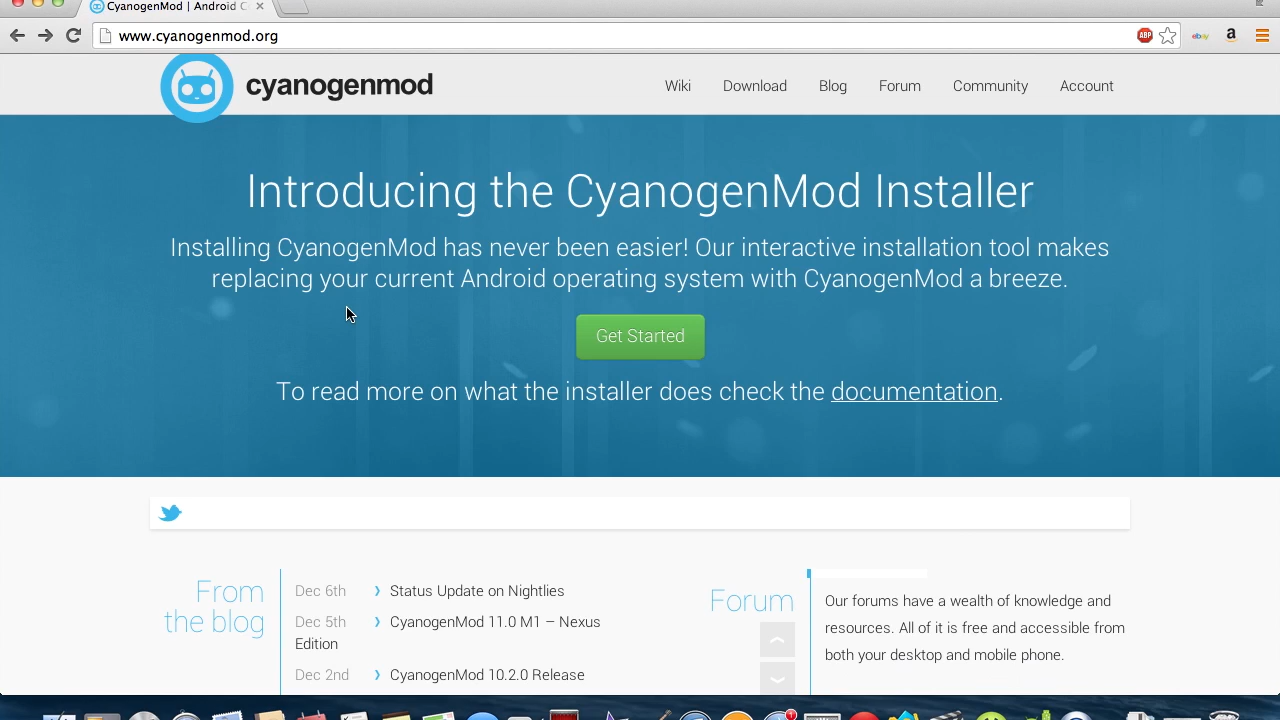 CyanogenMod | Android C
www.cyanogenmod.org
ABP
ebay
a
cyanogenmod
Wiki
Download
Blog
Forum
Community
Account
Introducing the CyanogenMod Installer
Installing CyanogenMod has never been easier! Our interactive installation tool makes
replacing your current Android operating system with CyanogenMod a breeze.
Get Started
To read more on what the installer does check the documentation.
From
the blog
Dec 6th › Status Update on Nightlies
Dec 5th › CyanogenMod 11.0 M1 – Nexus
Edition
Dec 2nd › CyanogenMod 10.2.0 Release
Forum
Our forums have a wealth of knowledge and
resources. All of it is free and accessible from
both your desktop and mobile phone.
1